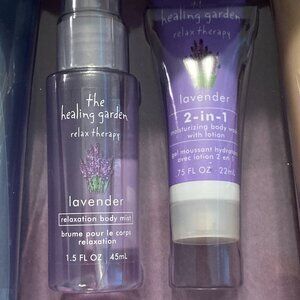 the
healing garden
relax therapy
lavender
relaxation body mist
brume pour le corps
relaxation
1.5 FL OZ 45mL
the
healing garden
relax therapy
lavender
2-in-1
moisturizing body wash
with lotion
gel moussant hydratant
avec lotion 2 en 1
.75 FL OZ · 22mL